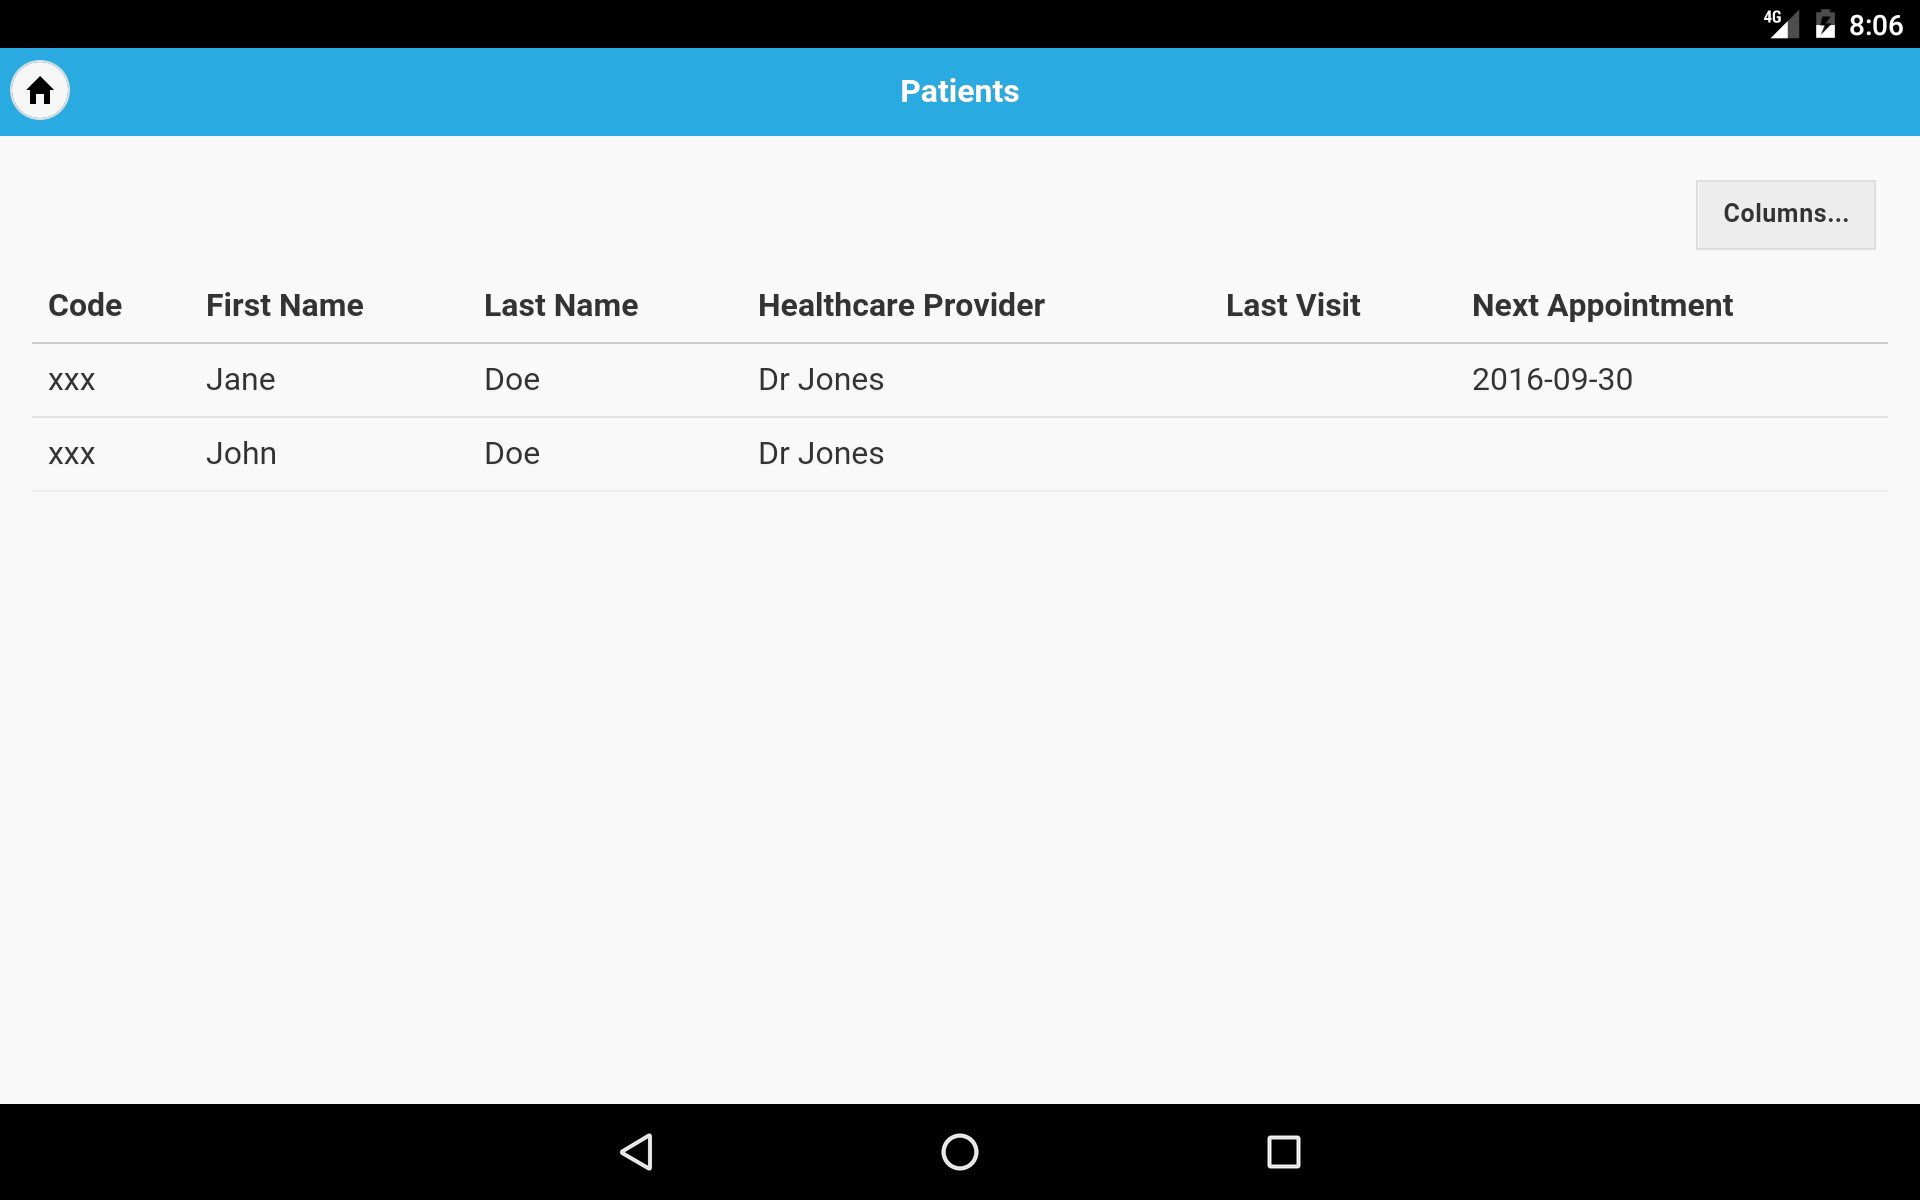 4G 8:06
Patients
Columns...
Code First Name Last Name Healthcare Provider Last Visit Next Appointment
xxx Jane Doe Dr Jones 2016-09-30
xxx John Doe Dr Jones